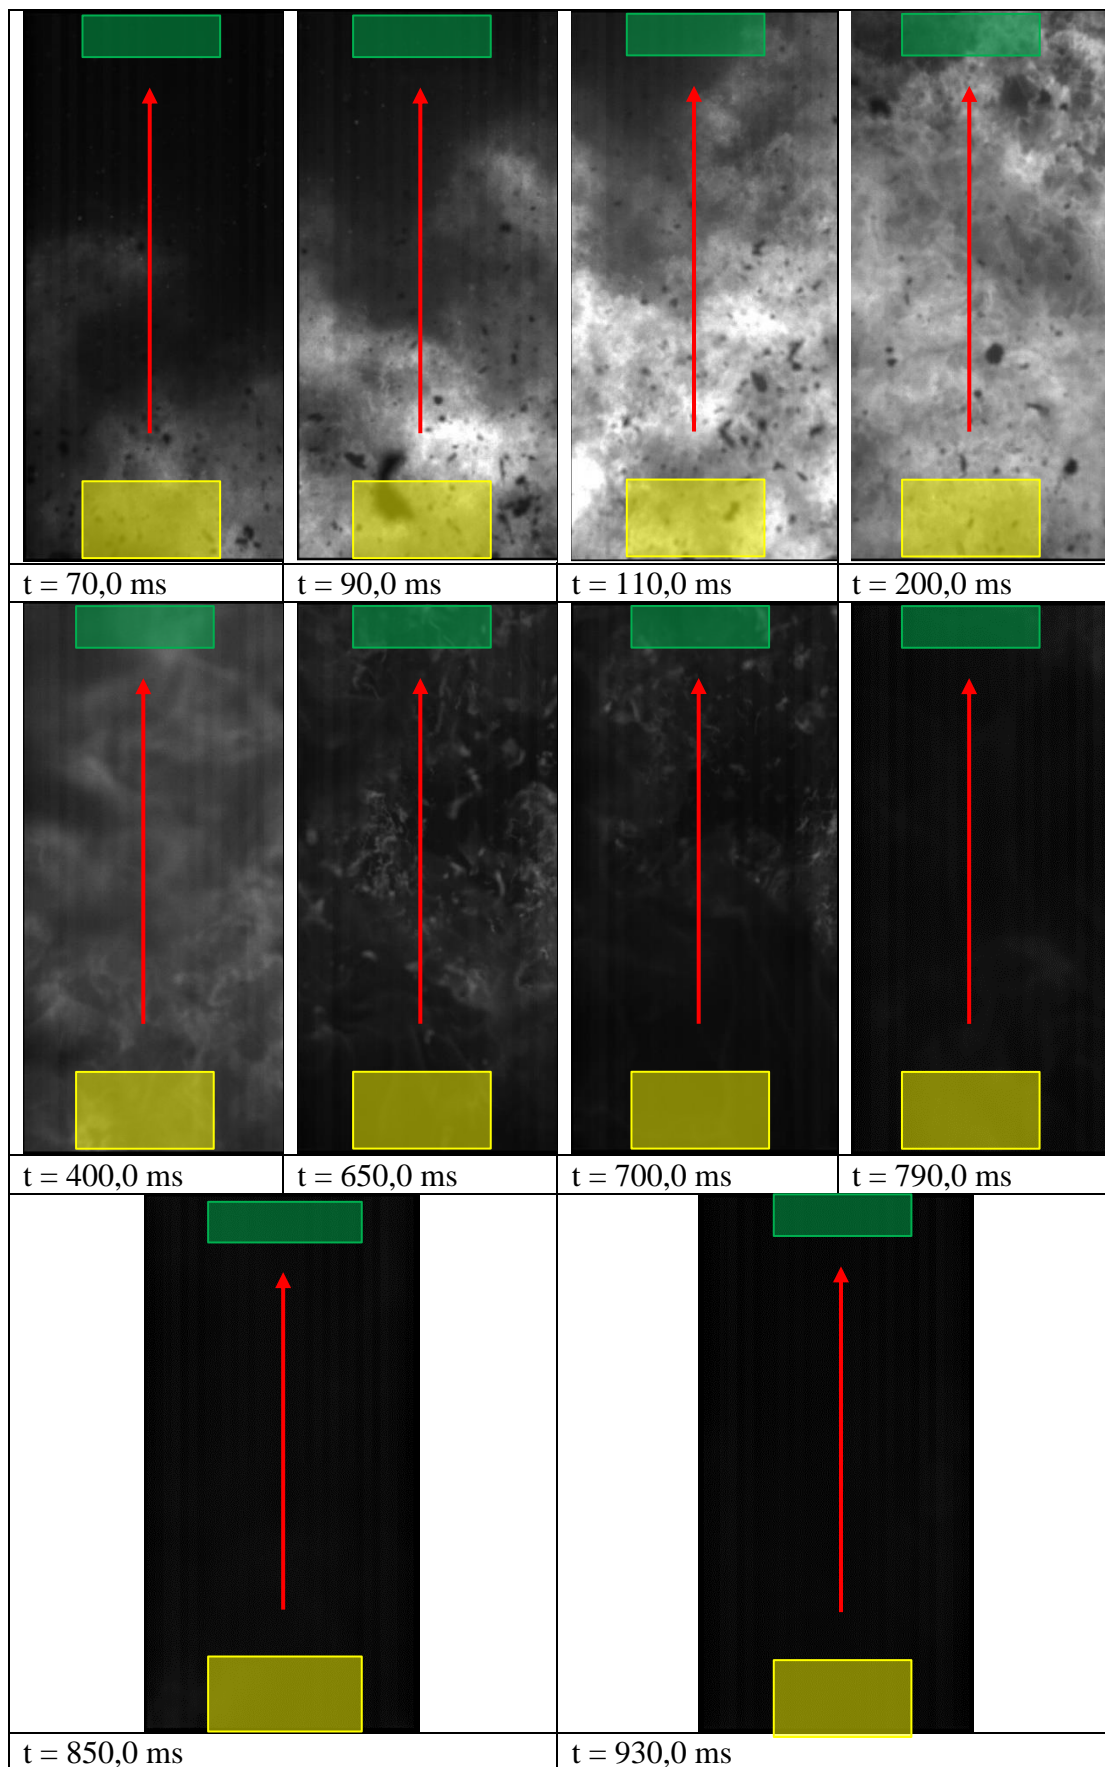 t = 70,0 ms
t = 90,0 ms
t = 110,0 ms
t = 200,0 ms
t = 400,0 ms
t = 650,0 ms
t = 700,0 ms
t = 790,0 ms
t = 850,0 ms
t = 930,0 ms